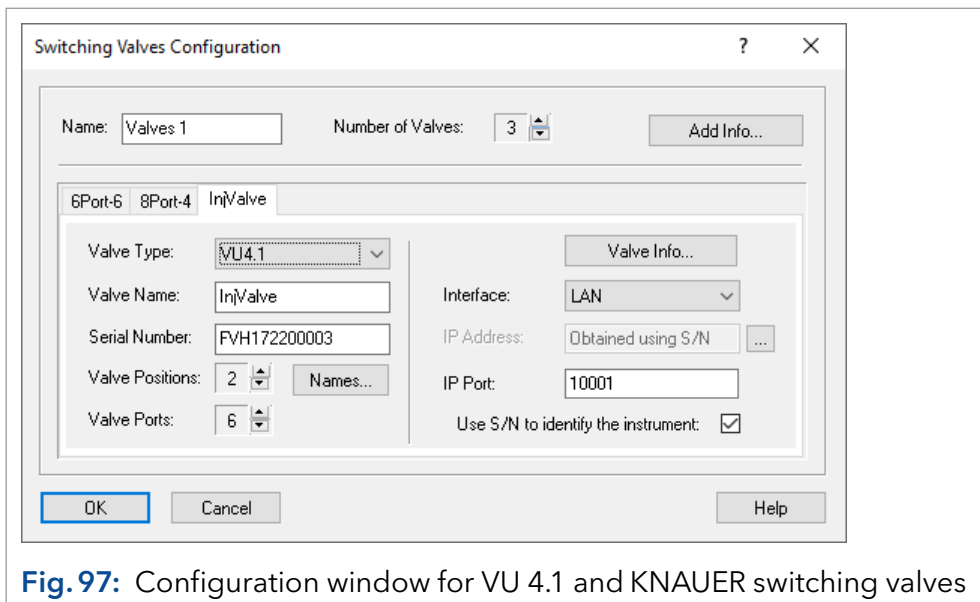 Switching Valves Configuration ? ×
Name: Valves 1 Number of Valves: 3 Add Info...
6Port-6 8Port-4 InjValve
Valve Type: VU4.1 Valve Info...
Valve Name: InjValve Interface: LAN
Serial Number: FVH172200003 IP Address: Obtained using S/N ...
Valve Positions: 2 Names... IP Port: 10001
Valve Ports: 6 Use S/N to identify the instrument:
OK Cancel Help
Fig. 97: Configuration window for VU 4.1 and KNAUER switching valves